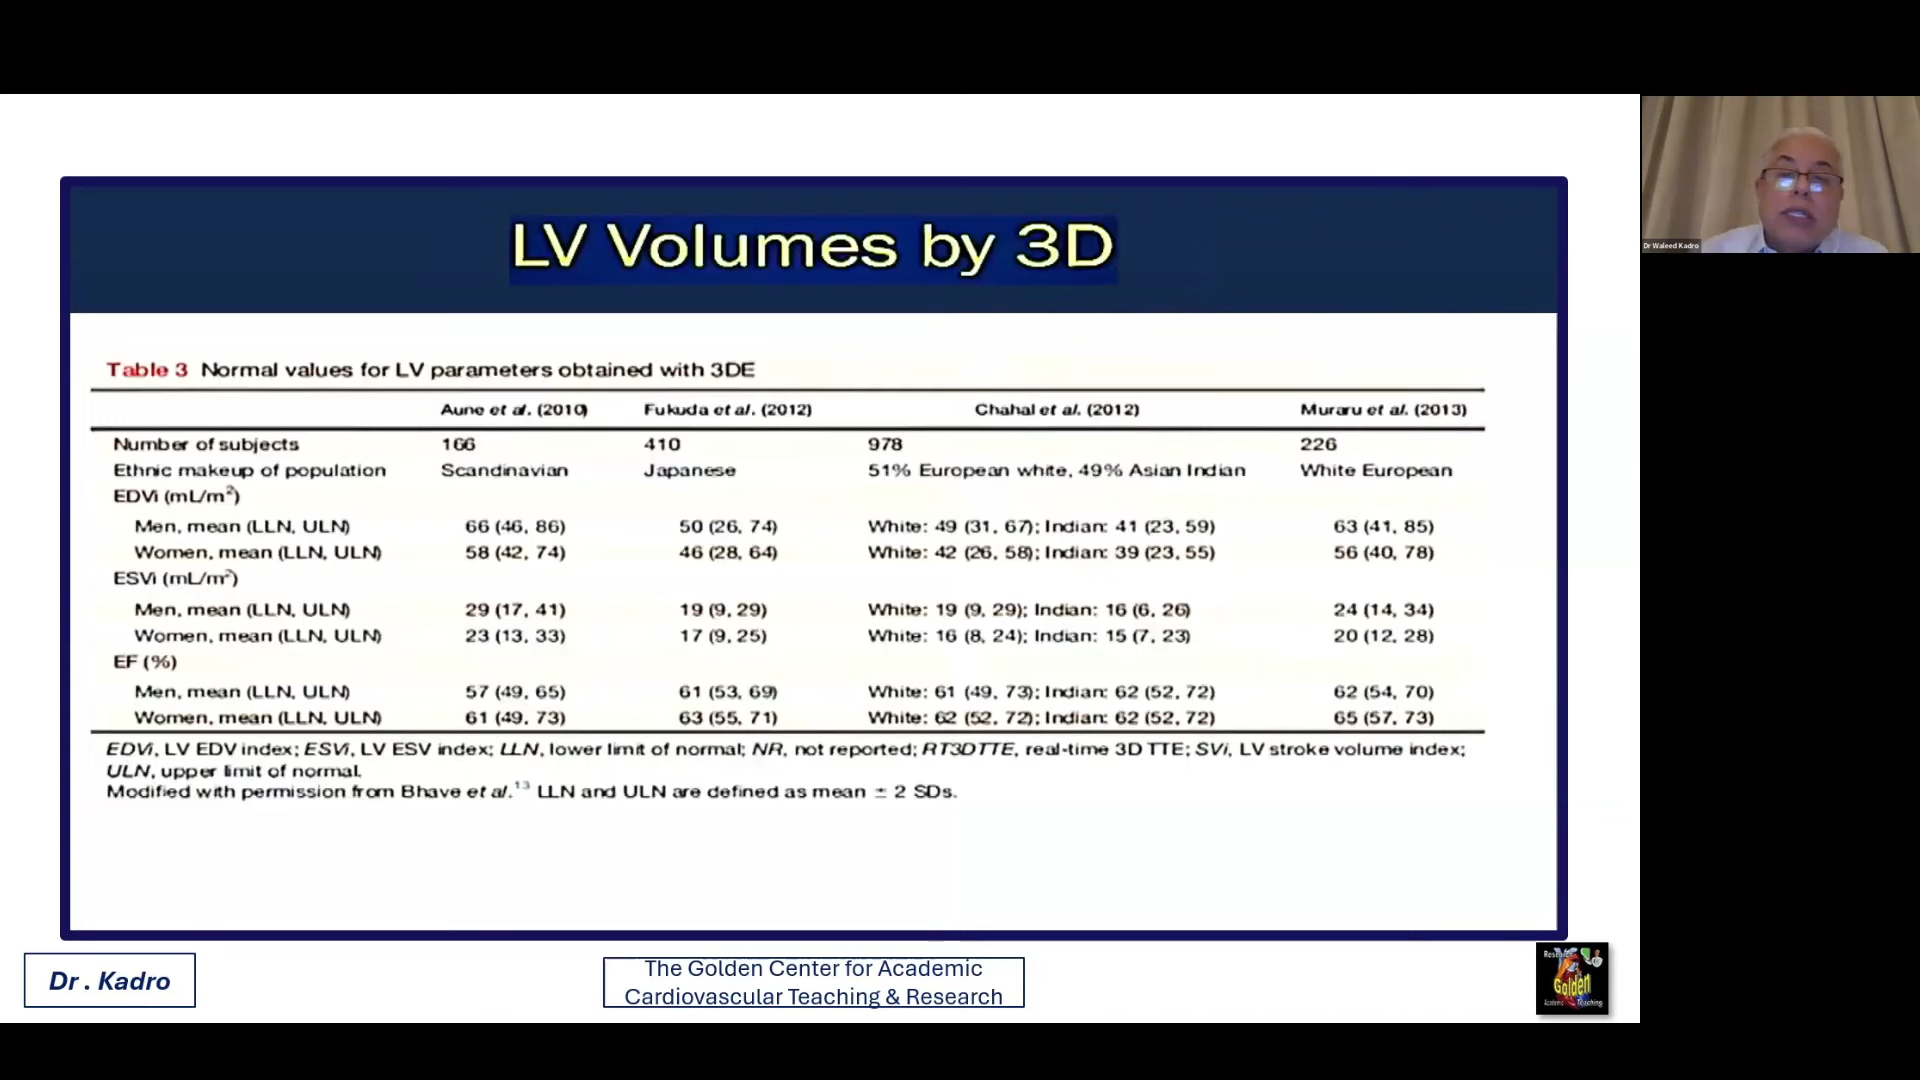 LV Volumes by 3D
Dr Waleed Kadro
Table 3 Normal values for LV parameters obtained with 3DE
Aune et al. (2010) Fukuda et al. (2012) Chahal et al. (2012) Muraru et al. (2013)
Number of subjects 166 410 978 226
Ethnic makeup of population Scandinavian Japanese 51% European white, 49% Asian Indian White European
EDVi (mL/m²)
Men, mean (LLN, ULN) 66 (46, 86) 50 (26, 74) White: 49 (31, 67); Indian: 41 (23, 59) 63 (41, 85)
Women, mean (LLN, ULN) 58 (42, 74) 46 (28, 64) White: 42 (26, 58); Indian: 39 (23, 55) 56 (40, 78)
ESVi (mL/m²)
Men, mean (LLN, ULN) 29 (17, 41) 19 (9, 29) White: 19 (9, 29); Indian: 16 (6, 26) 24 (14, 34)
Women, mean (LLN, ULN) 23 (13, 33) 17 (9, 25) White: 16 (8, 24); Indian: 15 (7, 23) 20 (12, 28)
EF (%)
Men, mean (LLN, ULN) 57 (49, 65) 61 (53, 69) White: 61 (49, 73); Indian: 62 (52, 72) 62 (54, 70)
Women, mean (LLN, ULN) 61 (49, 73) 63 (55, 71) White: 62 (52, 72); Indian: 62 (52, 72) 65 (57, 73)
EDVi, LV EDV index; ESVi, LV ESV index; LLN, lower limit of normal; NR, not reported; RT3DTTE, real-time 3D TTE; SVi, LV stroke volume index;
ULN, upper limit of normal.
Modified with permission from Bhave et al.¹³ LLN and ULN are defined as mean ± 2 SDs.
Dr . Kadro
The Golden Center for Academic
Cardiovascular Teaching & Research
Golden
Academic Teaching